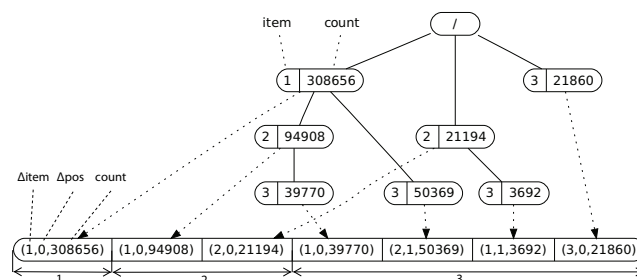 item count /
1 308656 3 21860
2 94908 2 21194
Δitem Δpos count
3 39770 3 50369 3 3692
(1,0,308656) (1,0,94908) (2,0,21194) (1,0,39770) (2,1,50369) (1,1,3692) (3,0,21860)
1 2 3